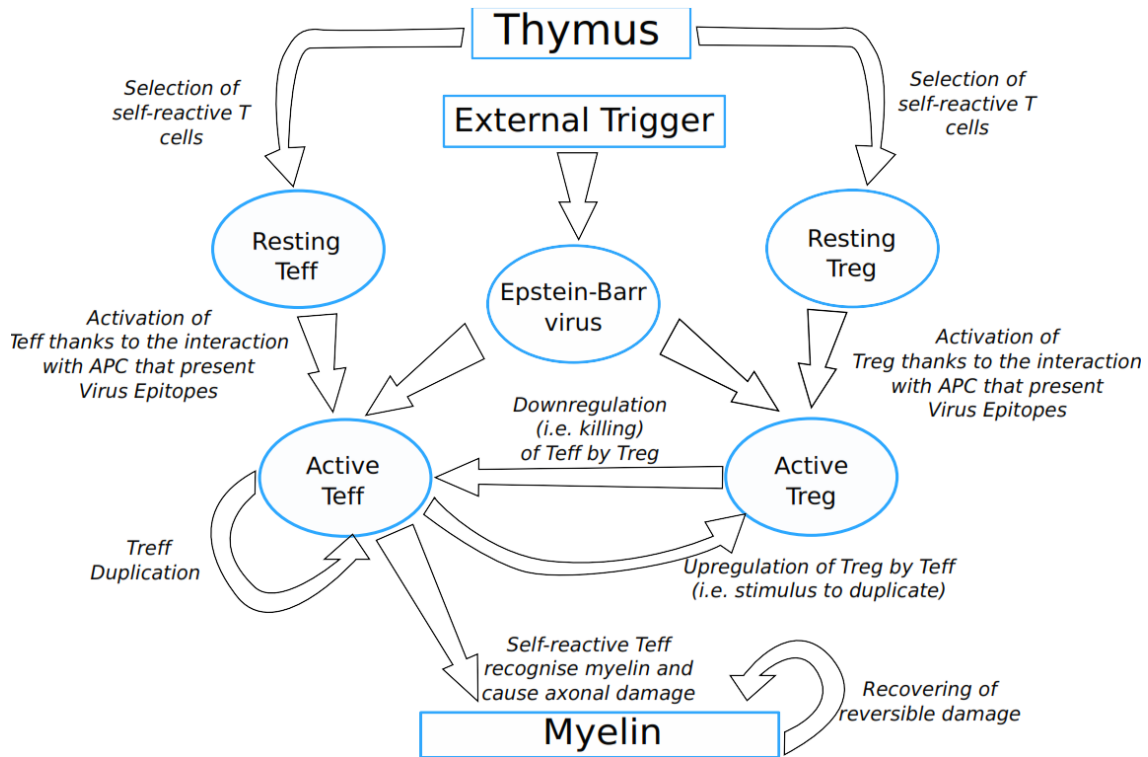 Thymus
Selection of
self-reactive T
cells
External Trigger
Selection of
self-reactive T
cells
Resting
Teff
Epstein-Barr
virus
Resting
Treg
Activation of
Teff thanks to the interaction
with APC that present
Virus Epitopes
Activation of
Treg thanks to the interaction
with APC that present
Virus Epitopes
Downregulation
(i.e. killing)
of Teff by Treg
Active
Teff
Active
Treg
Treff
Duplication
Upregulation of Treg by Teff
(i.e. stimulus to duplicate)
Self-reactive Teff
recognise myelin and
cause axonal damage
Recovering of
reversible damage
Myelin